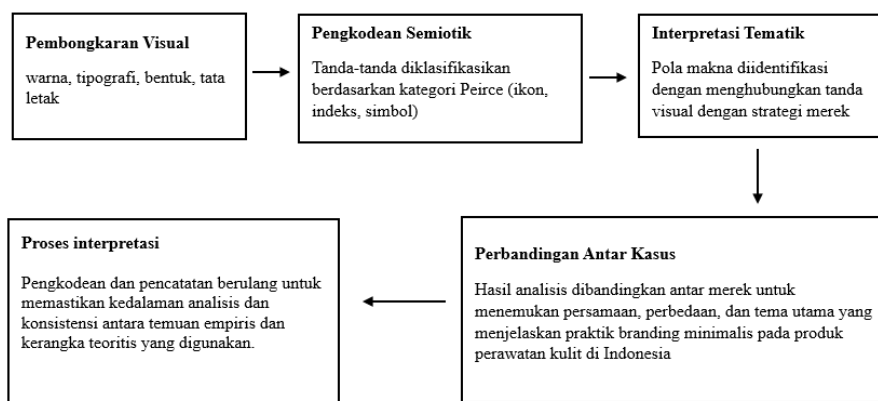 Pembongkaran Visual
warna, tipografi, bentuk, tata
letak
Pengkodean Semiotik
Tanda-tanda diklasifikasikan
berdasarkan kategori Peirce (ikon,
indeks, simbol)
Interpretasi Tematik
Pola makna diidentifikasi
dengan menghubungkan tanda
visual dengan strategi merek
Perbandingan Antar Kasus
Hasil analisis dibandingkan antar merek untuk
menemukan persamaan, perbedaan, dan tema utama yang
menjelaskan praktik branding minimalis pada produk
perawatan kulit di Indonesia
Proses interpretasi
Pengkodean dan pencatatan berulang untuk
memastikan kedalaman analisis dan
konsistensi antara temuan empiris dan
kerangka teoritis yang digunakan.